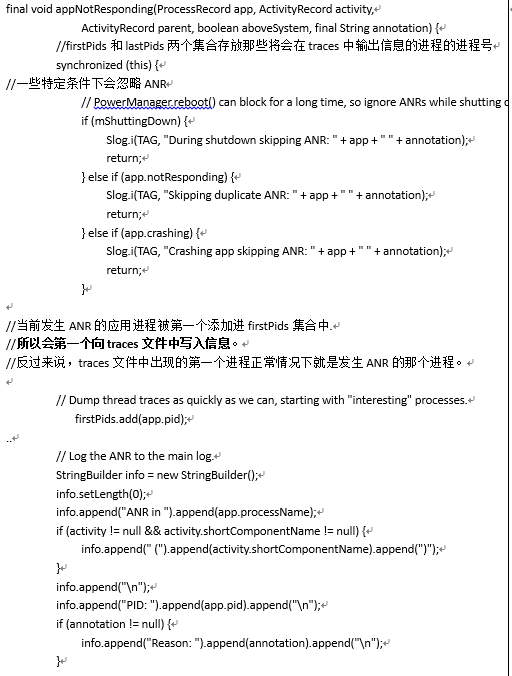 final void appNotResponding(ProcessRecord app, ActivityRecord activity,
ActivityRecord parent, boolean aboveSystem, final String annotation) {
//firstPids 和 lastPids 两个集合存放那些将会在 traces 中输出信息的进程的进程号
synchronized (this) {
//一些特定条件下会忽略 ANR
// PowerManager.reboot() can block for a long time, so ignore ANRs while shutting
if (mShuttingDown) {
Slog.i(TAG, "During shutdown skipping ANR: " + app + " " + annotation);
return;
} else if (app.notResponding) {
Slog.i(TAG, "Skipping duplicate ANR: " + app + " " + annotation);
return;
} else if (app.crashing) {
Slog.i(TAG, "Crashing app skipping ANR: " + app + " " + annotation);
return;
}
//当前发生 ANR 的应用进程被第一个添加进 firstPids 集合中.
//所以会第一个向 traces 文件中写入信息。
//反过来说，traces 文件中出现的第一个进程正常情况下就是发生 ANR 的那个进程。
// Dump thread traces as quickly as we can, starting with "interesting" processes.
firstPids.add(app.pid);
..
// Log the ANR to the main log.
StringBuilder info = new StringBuilder();
info.setLength(0);
info.append("ANR in ").append(app.processName);
if (activity != null && activity.shortComponentName != null) {
info.append(" (").append(activity.shortComponentName).append(")");
}
info.append("\n");
info.append("PID: ").append(app.pid).append("\n");
if (annotation != null) {
info.append("Reason: ").append(annotation).append("\n");
}